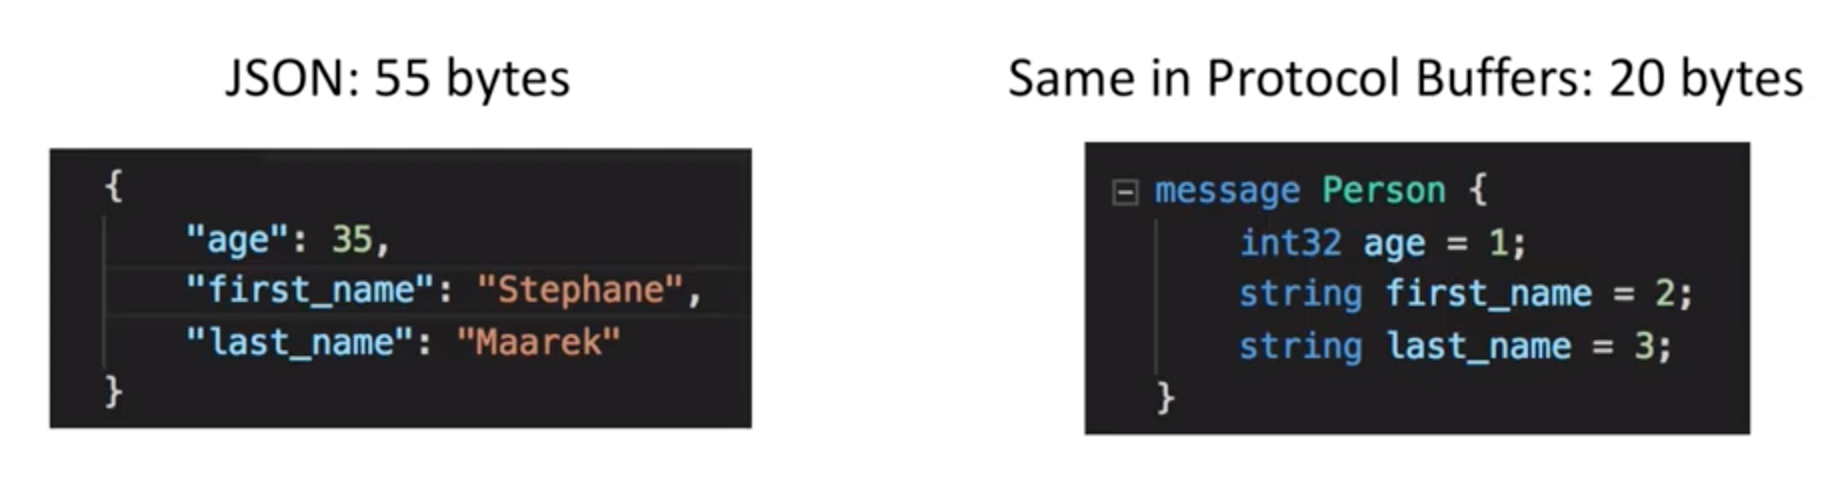 JSON: 55 bytes
{
"age": 35,
"first_name": "Stephane",
"last_name": "Maarek"
}
Same in Protocol Buffers: 20 bytes
message Person {
int32 age = 1;
string first_name = 2;
string last_name = 3;
}